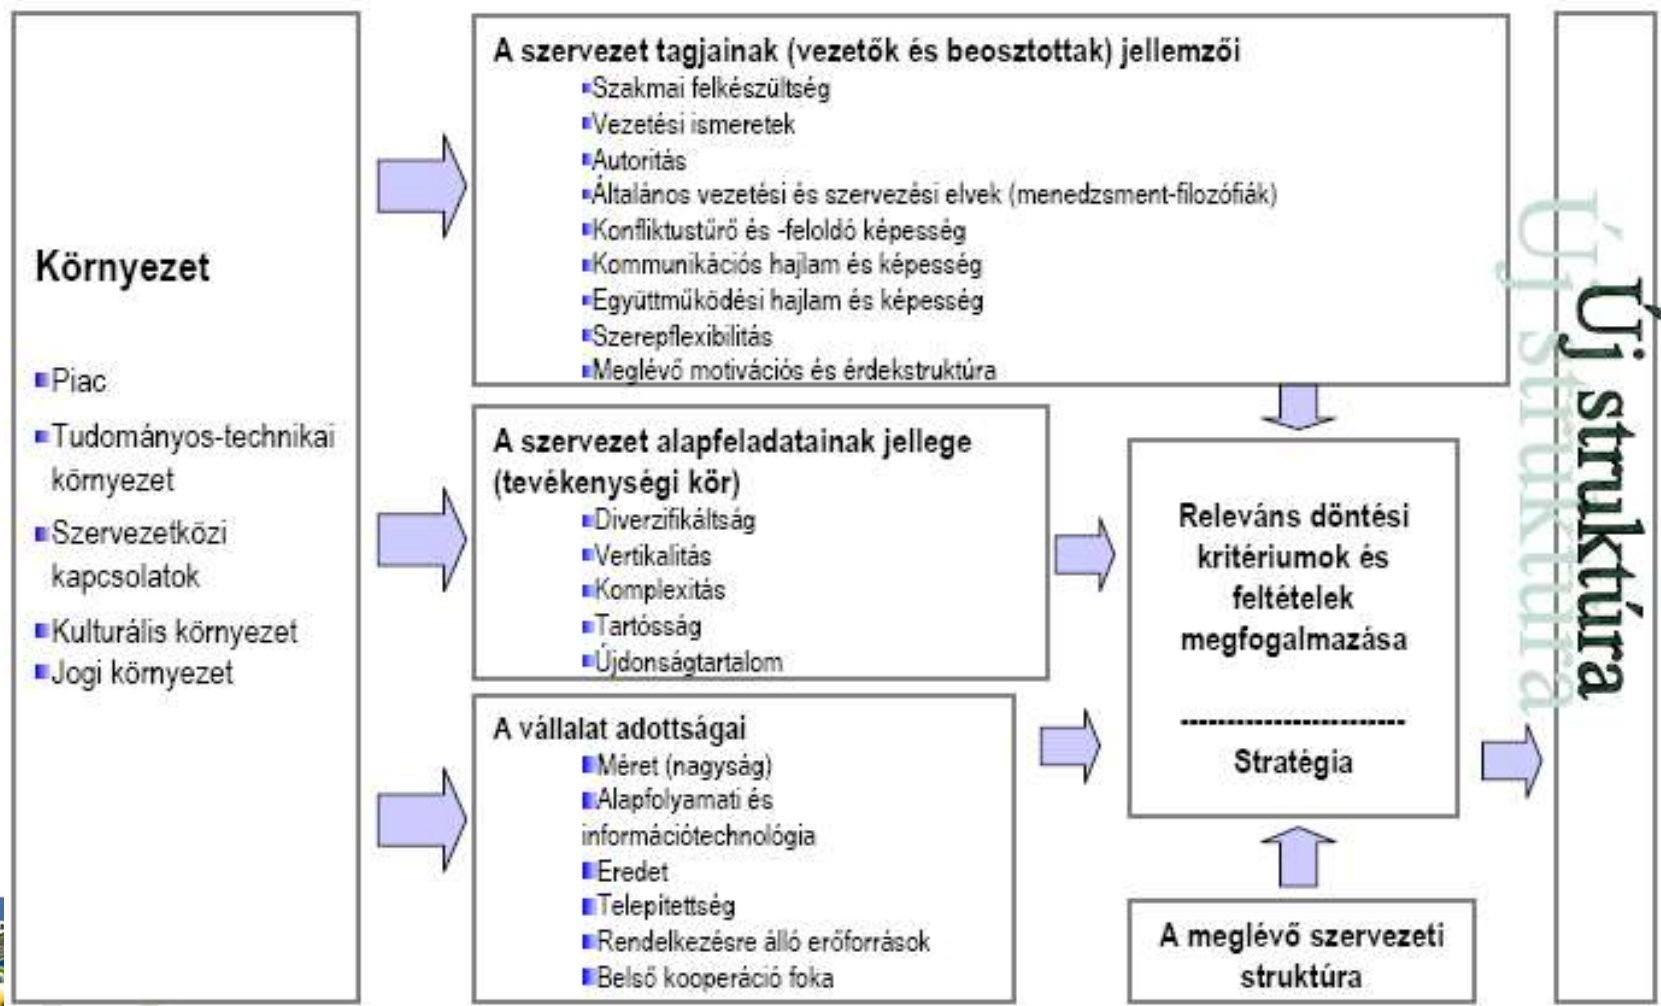 Környezet
Piac
Tudományos-technikai
környezet
Szervezetközi
kapcsolatok
Kulturális környezet
Jogi környezet
A szervezet tagjainak (vezetők és beosztottak) jellemzői
Szakmai felkészültség
Vezetési ismeretek
Autoritás
Általános vezetési és szervezési elvek (menedzsment-filozófiák)
Konfliktustűrő és -feloldó képesség
Kommunikációs hajlam és képesség
Együttműködési hajlam és képesség
Szerepflexibilitás
Meglévő motivációs és érdekstruktúra
A szervezet alapfeladatainak jellege
(tevékenységi kör)
Diverzifikáltság
Vertikalitás
Komplexitás
Tartósság
Újdonságtartalom
A vállalat adottságai
Méret (nagyság)
Alapfolyamati és
információtechnológia
Eredet
Telepítettség
Rendelkezésre álló erőforrások
Belső kooperáció foka
Releváns döntési
kritériumok és
feltételek
megfogalmazása
------------------------
Stratégia
A meglévő szervezeti
struktúra
Új struktúra